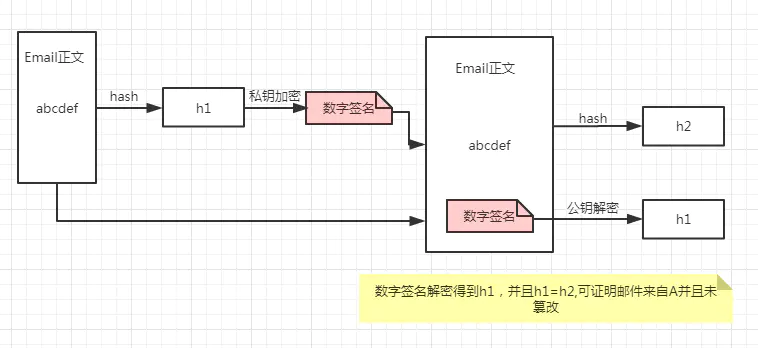 Email正文
abcdef
hash
h1
私钥加密
数字签名
Email正文
abcdef
数字签名
hash
h2
公钥解密
h1
数字签名解密得到h1，并且h1=h2,可证明邮件来自A并且未
篡改